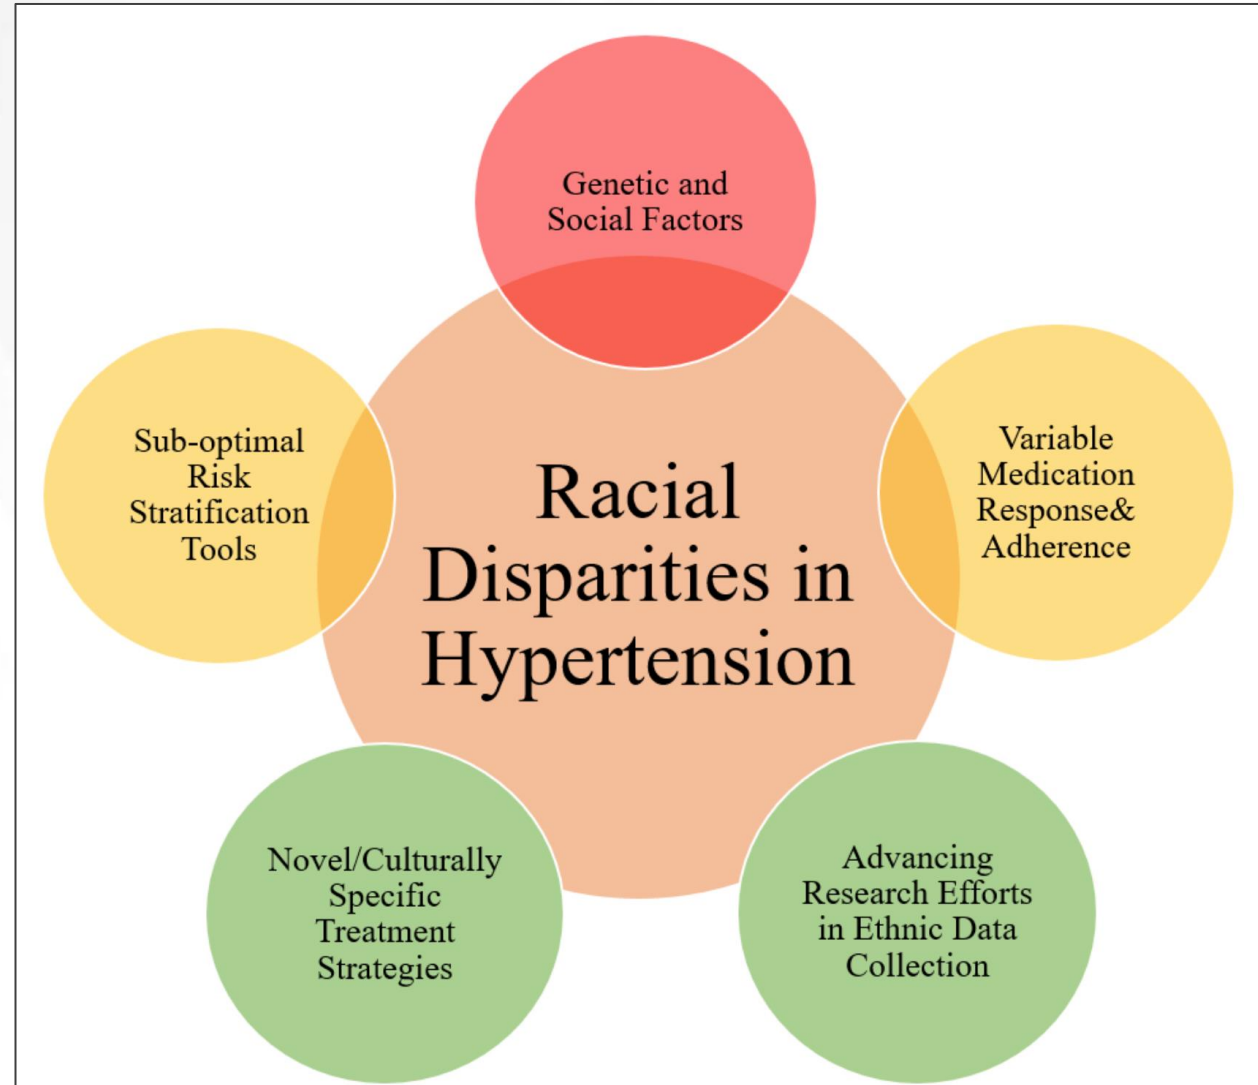 Genetic and
Social Factors
Sub-optimal
Risk
Stratification
Tools
Variable
Medication
Response&
Adherence
Racial
Disparities in
Hypertension
Novel/Culturally
Specific
Treatment
Strategies
Advancing
Research Efforts
in Ethnic Data
Collection